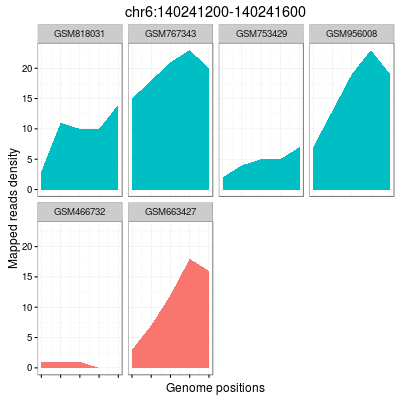 chr6:140241200-140241600
GSM818031 GSM767343 GSM753429 GSM956008
20
15
10
5
0
GSM466732 GSM663427
20
15
10
5
0
Mapped reads density
Genome positions